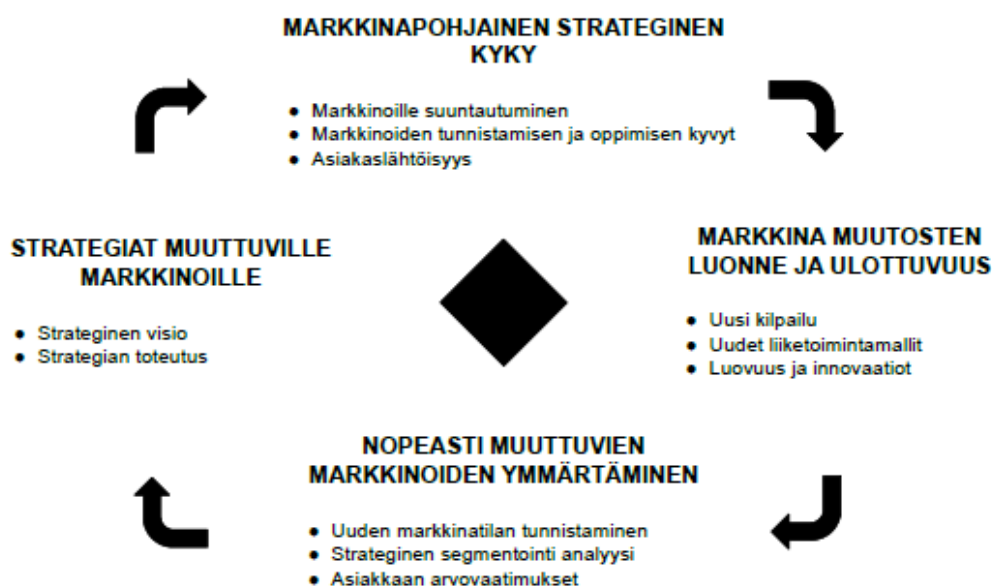 MARKKINAPOHJAINEN STRATEGINEN
KYKY
● Markkinoille suuntautuminen
● Markkinoiden tunnistamisen ja oppimisen kyvyt
● Asiakaslähtöisyys
STRATEGIAT MUUTTUVILLE
MARKKINOILLE
● Strateginen visio
● Strategian toteutus
MARKKINA MUUTOSTEN
LUONNE JA ULOTTUVUUS
● Uusi kilpailu
● Uudet liiketoimintamallit
● Luovuus ja innovaatiot
NOPEASTI MUUTTUVIEN
MARKKINOIDEN YMMÄRTÄMINEN
● Uuden markkinatilan tunnistaminen
● Strateginen segmentointi analyysi
● Asiakkaan arvovaatimukset